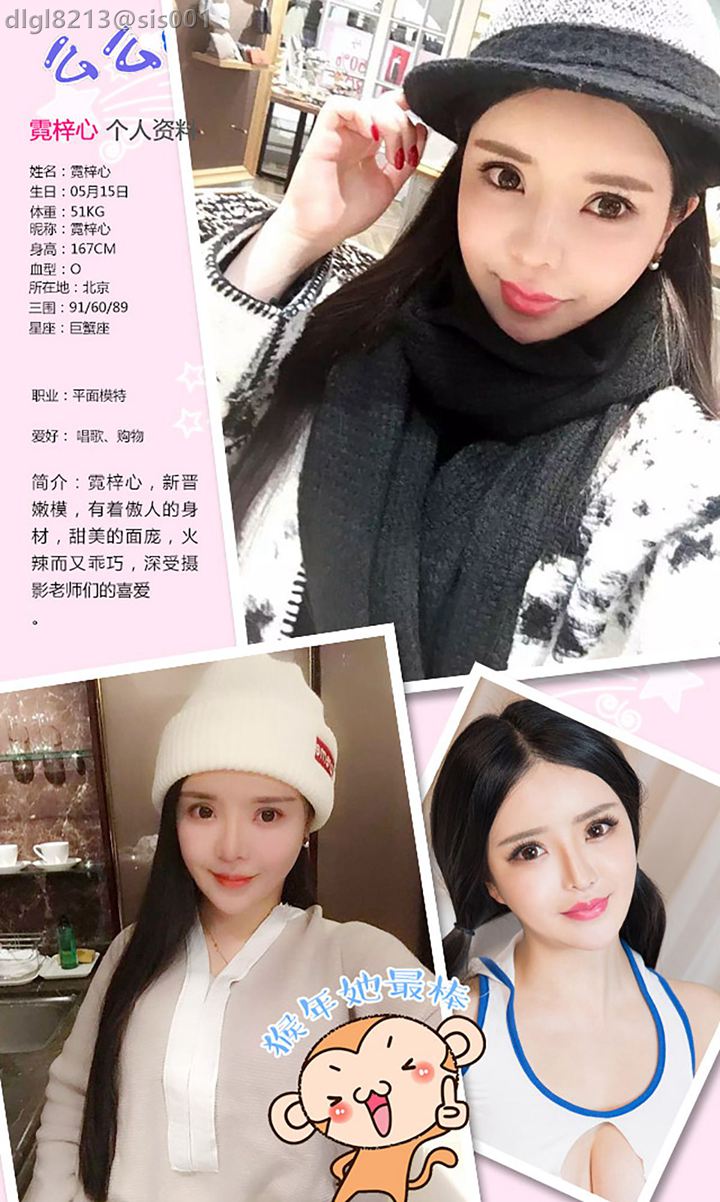 dlgl8213@sis001
么么
霓梓心 个人资料
姓名：霓梓心
生日：05月15日
体重：51KG
昵称：霓梓心
身高：167CM
血型：O
所在地：北京
三围：91/60/89
星座：巨蟹座
职业：平面模特
爱好： 唱歌、购物
简介：霓梓心，新晋
嫩模，有着傲人的身
材，甜美的面庞，火
辣而又乖巧，深受摄
影老师们的喜爱
。
猴年她最棒